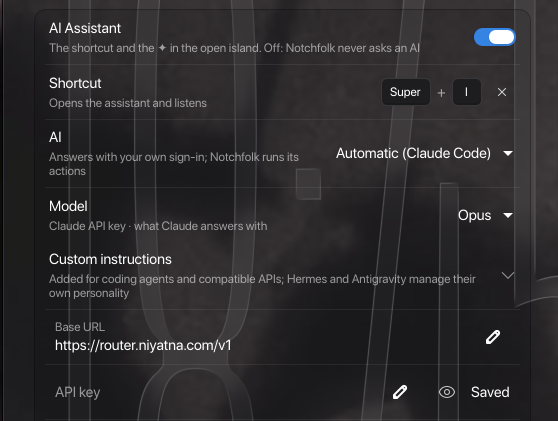 AI Assistant
The shortcut and the ✦ in the open island. Off: Notchfolk never asks an AI
Shortcut
Opens the assistant and listens
Super + I ×
AI
Answers with your own sign-in; Notchfolk runs its
actions
Automatic (Claude Code)
Model
Claude API key · what Claude answers with
Opus
Custom instructions
Added for coding agents and compatible APIs; Hermes and Antigravity manage their
own personality
Base URL
https://router.niyatna.com/v1
API key
Saved